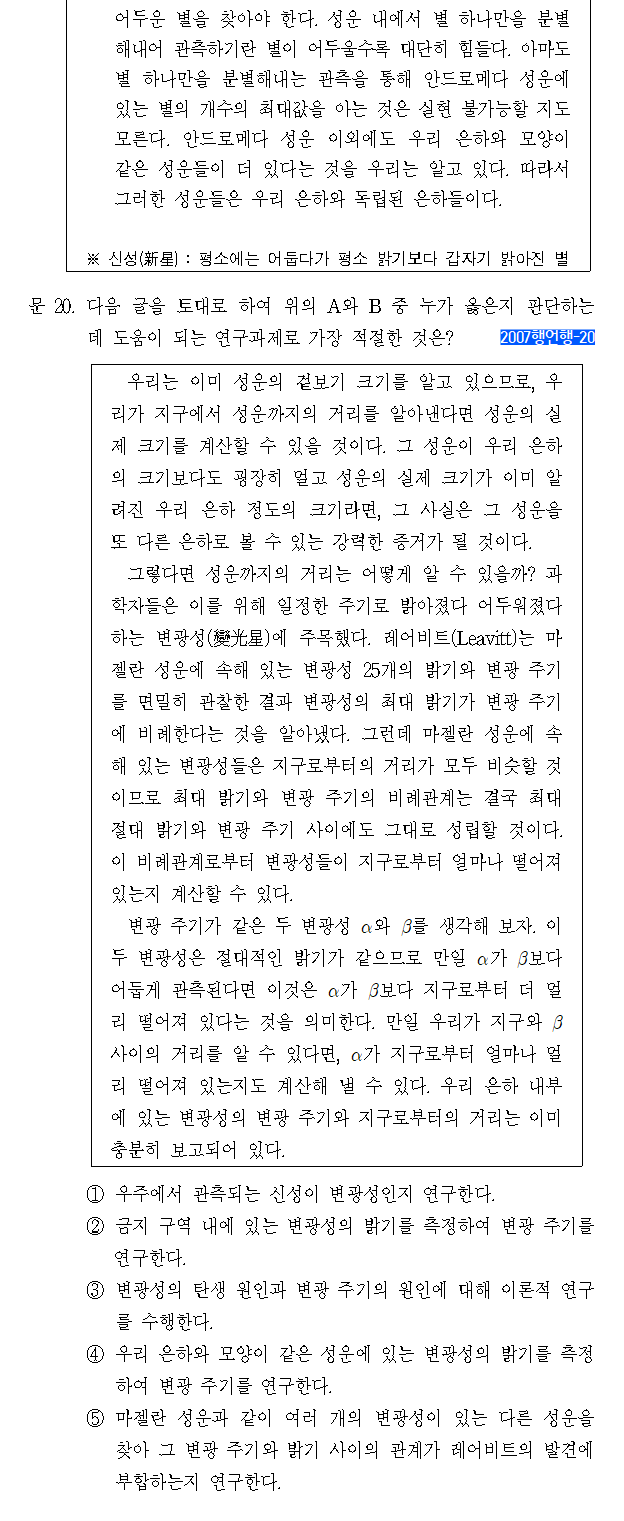 어두운 별을 찾아야 한다. 성운 내에서 별 하나만을 분별
해내어 관측하기란 별이 어두울수록 대단히 힘들다. 아마도
별 하나만을 분별해내는 관측을 통해 안드로메다 성운에
있는 별의 개수의 최대값을 아는 것은 실현 불가능할 지도
모른다. 안드로메다 성운 이외에도 우리 은하와 모양이
같은 성운들이 더 있다는 것을 우리는 알고 있다. 따라서
그러한 성운들은 우리 은하와 독립된 은하들이다.
※ 신성(新星) : 평소에는 어둡다가 평소 밝기보다 갑자기 밝아진 별
문 20. 다음 글을 토대로 하여 위의 A와 B 중 누가 옳은지 판단하는
데 도움이 되는 연구과제로 가장 적절한 것은? 2007행언행-20
우리는 이미 성운의 겉보기 크기를 알고 있으므로, 우
리가 지구에서 성운까지의 거리를 알아낸다면 성운의 실
제 크기를 계산할 수 있을 것이다. 그 성운이 우리 은하
의 크기보다도 굉장히 멀고 성운의 실제 크기가 이미 알
려진 우리 은하 정도의 크기라면, 그 사실은 그 성운을
또 다른 은하로 볼 수 있는 강력한 증거가 될 것이다.
그렇다면 성운까지의 거리는 어떻게 알 수 있을까? 과
학자들은 이를 위해 일정한 주기로 밝아졌다 어두워졌다
하는 변광성(變光星)에 주목했다. 레어비트(Leavitt)는 마
젤란 성운에 속해 있는 변광성 25개의 밝기와 변광 주기
를 면밀히 관찰한 결과 변광성의 최대 밝기가 변광 주기
에 비례한다는 것을 알아냈다. 그런데 마젤란 성운에 속
해 있는 변광성들은 지구로부터의 거리가 모두 비슷할 것
이므로 최대 밝기와 변광 주기의 비례관계는 결국 최대
절대 밝기와 변광 주기 사이에도 그대로 성립할 것이다.
이 비례관계로부터 변광성들이 지구로부터 얼마나 떨어져
있는지 계산할 수 있다.
변광 주기가 같은 두 변광성 α와 β를 생각해 보자. 이
두 변광성은 절대적인 밝기가 같으므로 만일 α가 β보다
어둡게 관측된다면 이것은 α가 β보다 지구로부터 더 멀
리 떨어져 있다는 것을 의미한다. 만일 우리가 지구와 β
사이의 거리를 알 수 있다면, α가 지구로부터 얼마나 멀
리 떨어져 있는지도 계산해 낼 수 있다. 우리 은하 내부
에 있는 변광성의 변광 주기와 지구로부터의 거리는 이미
충분히 보고되어 있다.
① 우주에서 관측되는 신성이 변광성인지 연구한다.
② 금지 구역 내에 있는 변광성의 밝기를 측정하여 변광 주기를
연구한다.
③ 변광성의 탄생 원인과 변광 주기의 원인에 대해 이론적 연구
를 수행한다.
④ 우리 은하와 모양이 같은 성운에 있는 변광성의 밝기를 측정
하여 변광 주기를 연구한다.
⑤ 마젤란 성운과 같이 여러 개의 변광성이 있는 다른 성운을
찾아 그 변광 주기와 밝기 사이의 관계가 레어비트의 발견에
부합하는지 연구한다.